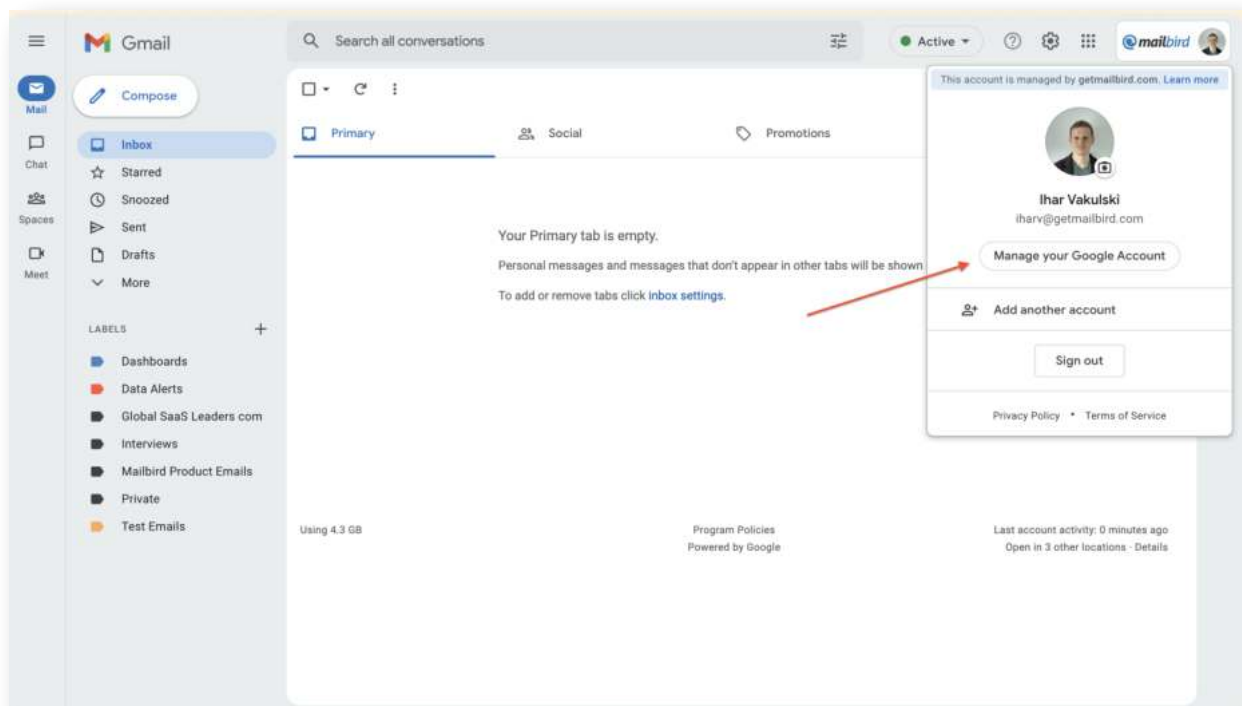 Gmail
Search all conversations
Active
mailbird
Mail
Chat
Spaces
Meet
Compose
Inbox
Starred
Snoozed
Sent
Drafts
More
LABELS
Dashboards
Data Alerts
Global SaaS Leaders com
Interviews
Mailbird Product Emails
Private
Test Emails
Primary
Social
Promotions
Your Primary tab is empty.
Personal messages and messages that don't appear in other tabs will be shown
To add or remove tabs click inbox settings.
Using 4.3 GB
Program Policies
Powered by Google
Last account activity: 0 minutes ago
Open in 3 other locations · Details
This account is managed by getmailbird.com. Learn more
Ihar Vakulski
iharv@getmailbird.com
Manage your Google Account
Add another account
Sign out
Privacy Policy • Terms of Service